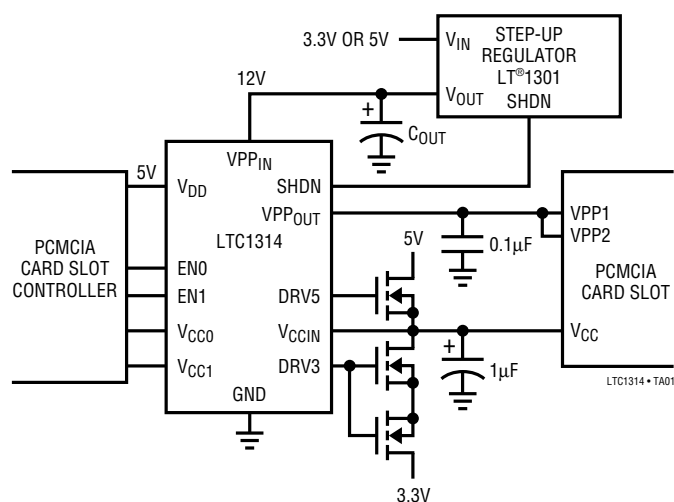 3.3V OR 5V
V_IN
STEP-UP
REGULATOR
LT®1301
12V
V_OUT
SHDN
+
C_OUT
VPP_IN
5V
V_DD
SHDN
VPP_OUT
VPP1
VPP2
LTC1314
5V
0.1µF
PCMCIA
CARD SLOT
CONTROLLER
EN0
EN1
DRV5
PCMCIA
CARD SLOT
V_CC0
V_CCIN
V_CC
+
V_CC1
DRV3
1µF
GND
LTC1314 • TA01
3.3V